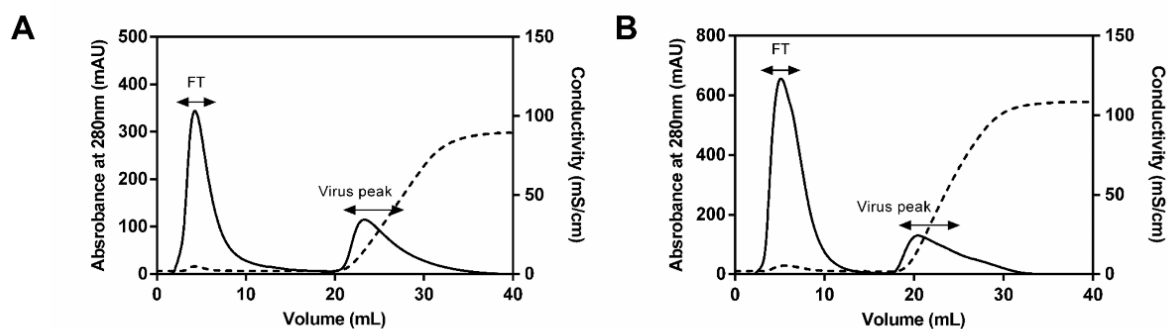 A
Absrobance at 280nm (mAU)
500
400
300
200
100
0
FT
Virus peak
150
100
50
0
Conductivity (mS/cm)
0 10 20 30 40
Volume (mL)
B
Absrobance at 280nm (mAU)
800
600
400
200
0
FT
Virus peak
150
100
50
0
Conductivity (mS/cm)
0 10 20 30 40
Volume (mL)